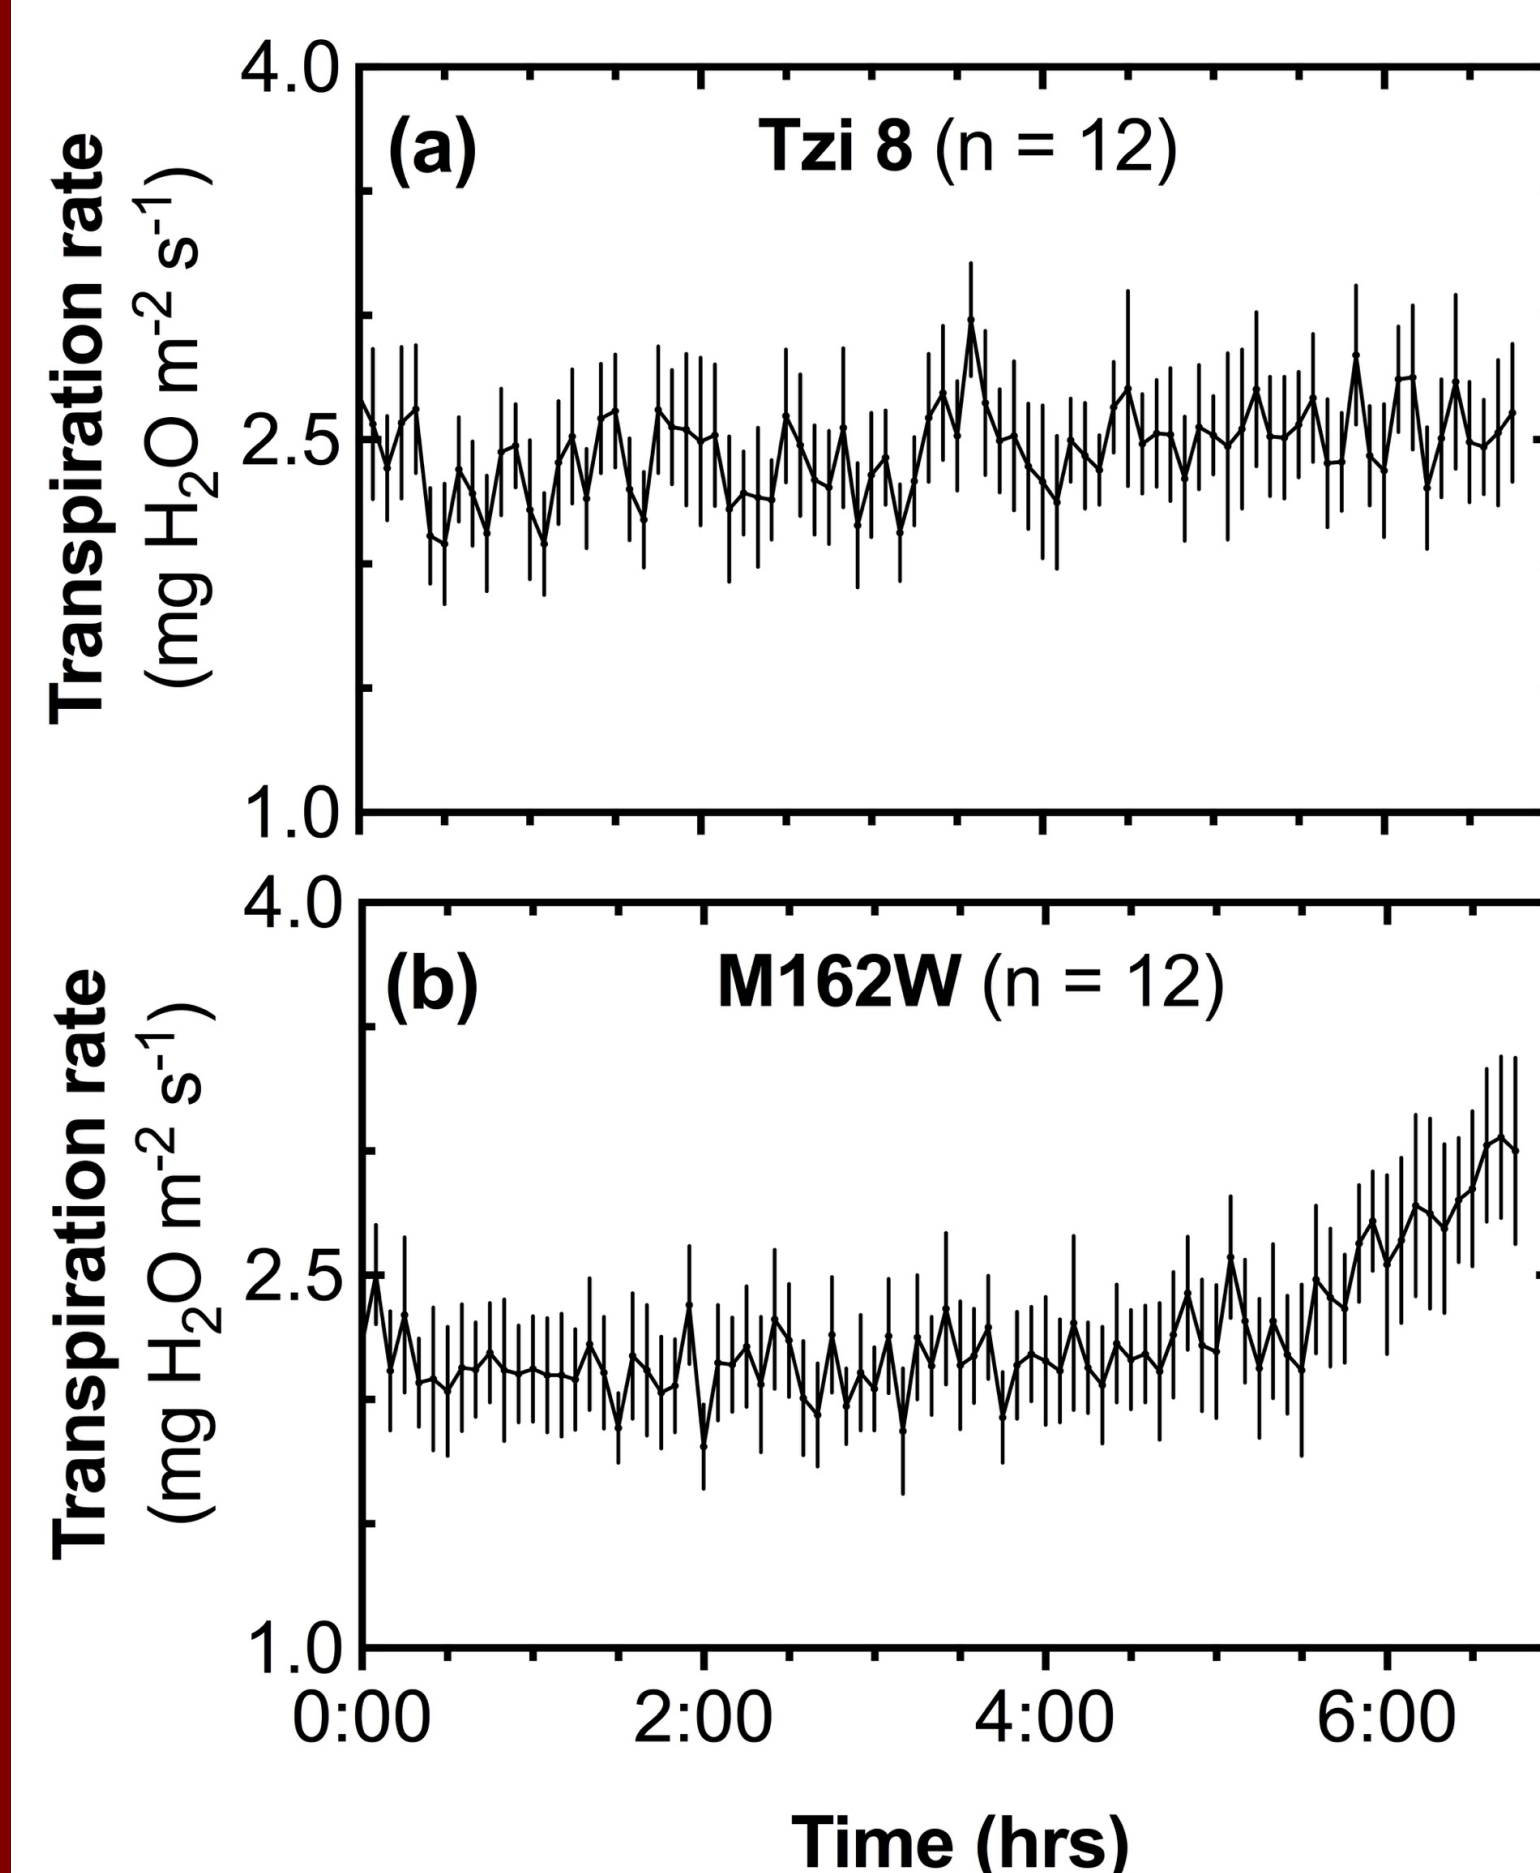 4.0
(a) Tzi 8 (n = 12)
Transpiration rate
(mg H₂O m⁻² s⁻¹)
2.5
1.0
4.0
(b) M162W (n = 12)
Transpiration rate
(mg H₂O m⁻² s⁻¹)
2.5
1.0
0:00 2:00 4:00 6:00
Time (hrs)